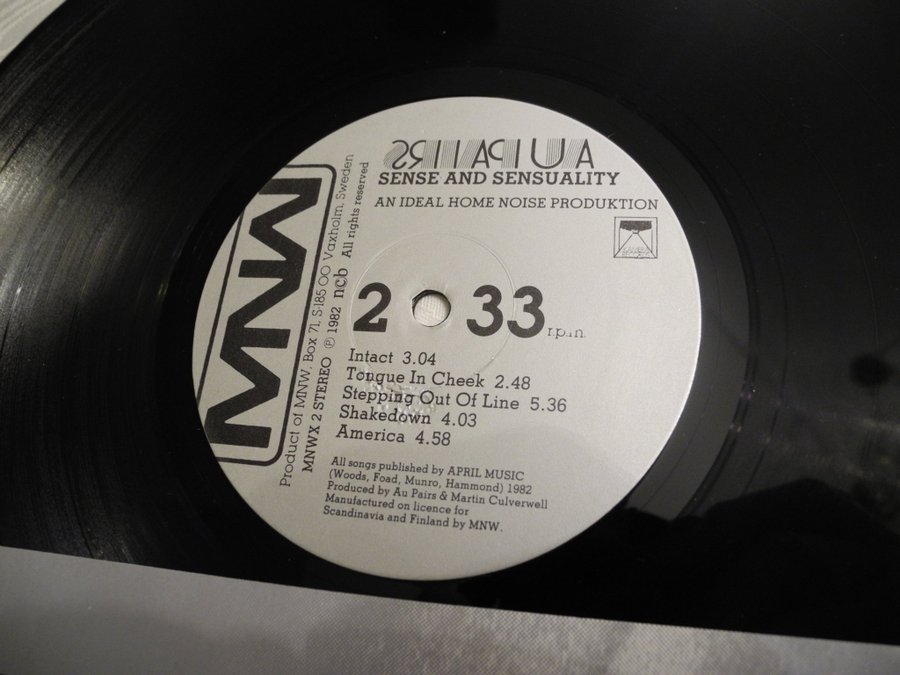 AU PAIRS
SENSE AND SENSUALITY
AN IDEAL HOME NOISE PRODUKTION
MNW
Product of MNW, Box 71, S-185 00 Vaxholm, Sweden
MNWX 2 STEREO ℗ 1982 ncb All rights reserved
2 33 r.p.m.
Intact 3.04
Tongue In Cheek 2.48
Stepping Out Of Line 5.36
Shakedown 4.03
America 4.58
All songs published by APRIL MUSIC
(Woods, Foad, Munro, Hammond) 1982
Produced by Au Pairs & Martin Culverwell
Manufactured on licence for
Scandinavia and Finland by MNW.